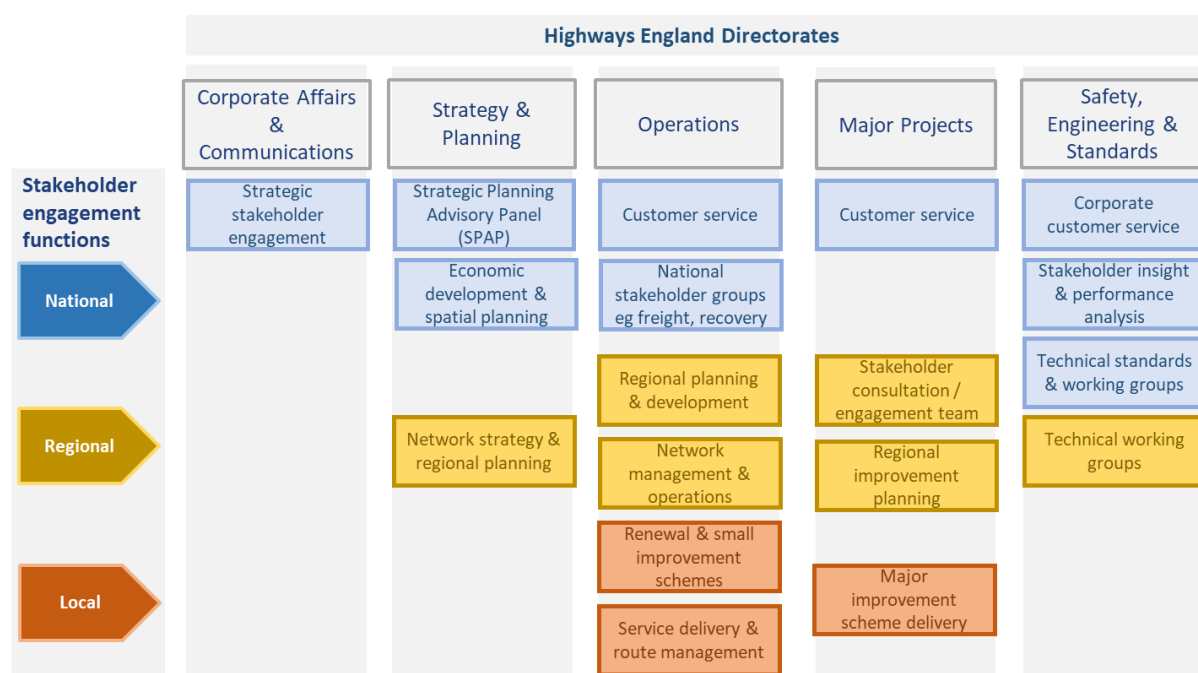 Highways England Directorates
Corporate Affairs
&
Communications
Strategy &
Planning
Operations
Major Projects
Safety,
Engineering &
Standards
Stakeholder
engagement
functions
Strategic
stakeholder
engagement
Strategic Planning
Advisory Panel
(SPAP)
Customer service
Customer service
Corporate
customer service
National
Economic
development &
spatial planning
National
stakeholder groups
eg freight, recovery
Stakeholder insight
& performance
analysis
Technical standards
& working groups
Regional
Network strategy &
regional planning
Regional planning
& development
Network
management &
operations
Stakeholder
consultation /
engagement team
Regional
improvement
planning
Technical working
groups
Local
Renewal & small
improvement
schemes
Service delivery &
route management
Major
improvement
scheme delivery